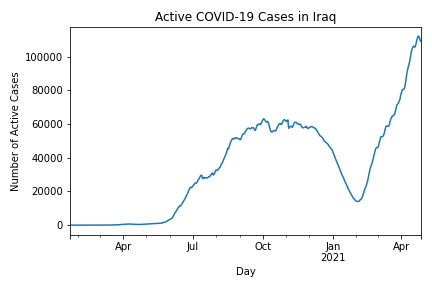 Active COVID-19 Cases in Iraq
Number of Active Cases
100000
80000
60000
40000
20000
0
Apr Jul Oct Jan Apr
2021
Day